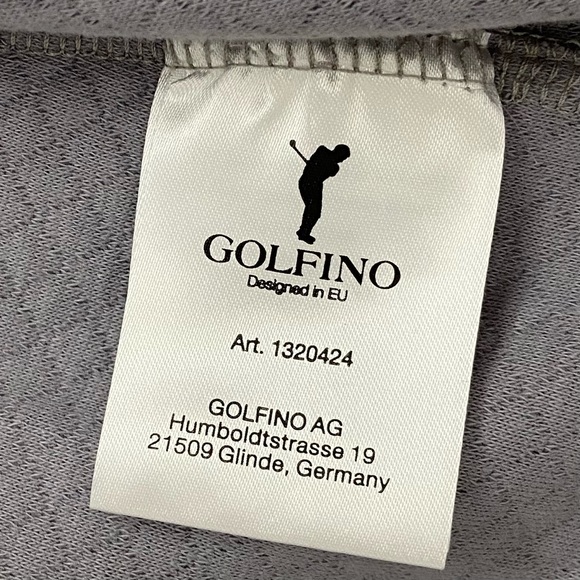 GOLFINO
Designed in EU
Art. 1320424
GOLFINO AG
Humboldtstrasse 19
21509 Glinde, Germany